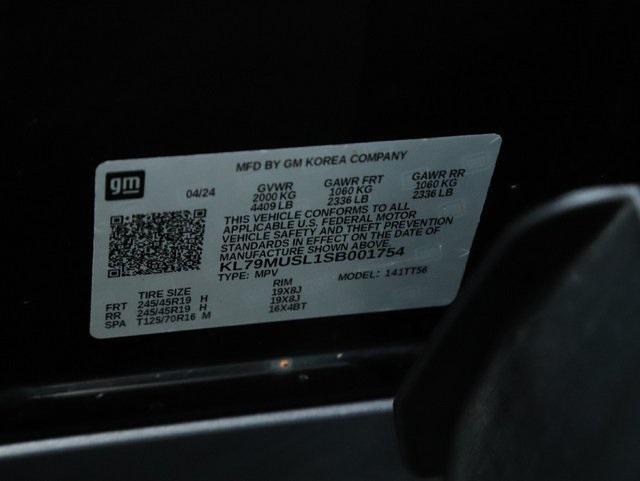 MFD BY GM KOREA COMPANY
gm
04/24 GVWR GAWR FRT GAWR RR
2000 KG 1060 KG 1060 KG
4409 LB 2336 LB 2336 LB
THIS VEHICLE CONFORMS TO ALL
APPLICABLE U.S. FEDERAL MOTOR
VEHICLE SAFETY AND THEFT PREVENTION
STANDARDS IN EFFECT ON THE DATE OF
MANUFACTURE SHOWN ABOVE.
KL79MUSL1SB001754
TYPE: MPV MODEL: 141TT56
TIRE SIZE RIM
FRT 245/45R19 H 19X8J
RR 245/45R19 H 19X8J
SPA T125/70R16 M 16X4BT